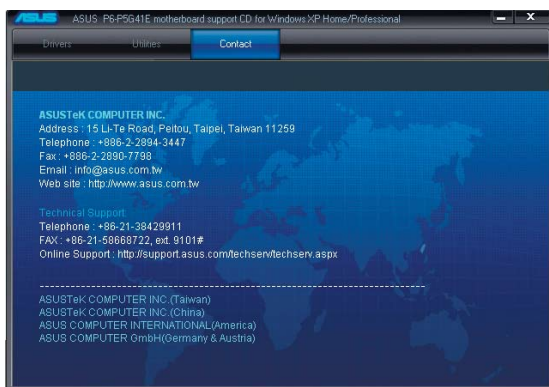 ASUS ASUS P6-P5G41E motherboard support CD for Windows XP Home/Professional
Drivers Utilities Contact
ASUSTeK COMPUTER INC.
Address : 15 Li-Te Road, Peitou, Taipei, Taiwan 11259
Telephone : +886-2-2894-3447
Fax : +886-2-2890-7798
Email : info@asus.com.tw
Web site : http://www.asus.com.tw
Technical Support
Telephone : +86-21-38429911
FAX : +86-21-58668722, ext. 9101#
Online Support : http://support.asus.com/techserv/techserv.aspx
ASUSTeK COMPUTER INC.(Taiwan)
ASUSTeK COMPUTER INC.(China)
ASUS COMPUTER INTERNATIONAL(America)
ASUS COMPUTER GmbH(Germany & Austria)